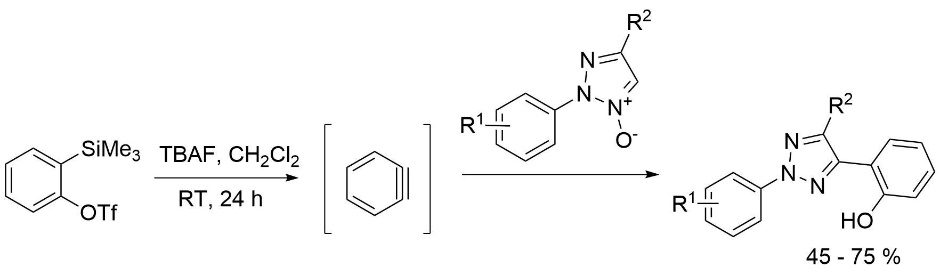 SiMe3
OTf
TBAF, CH2Cl2
RT, 24 h
R2
N
N
N+
O-
R1
R2
N
N
N
R1
HO
45 - 75 %